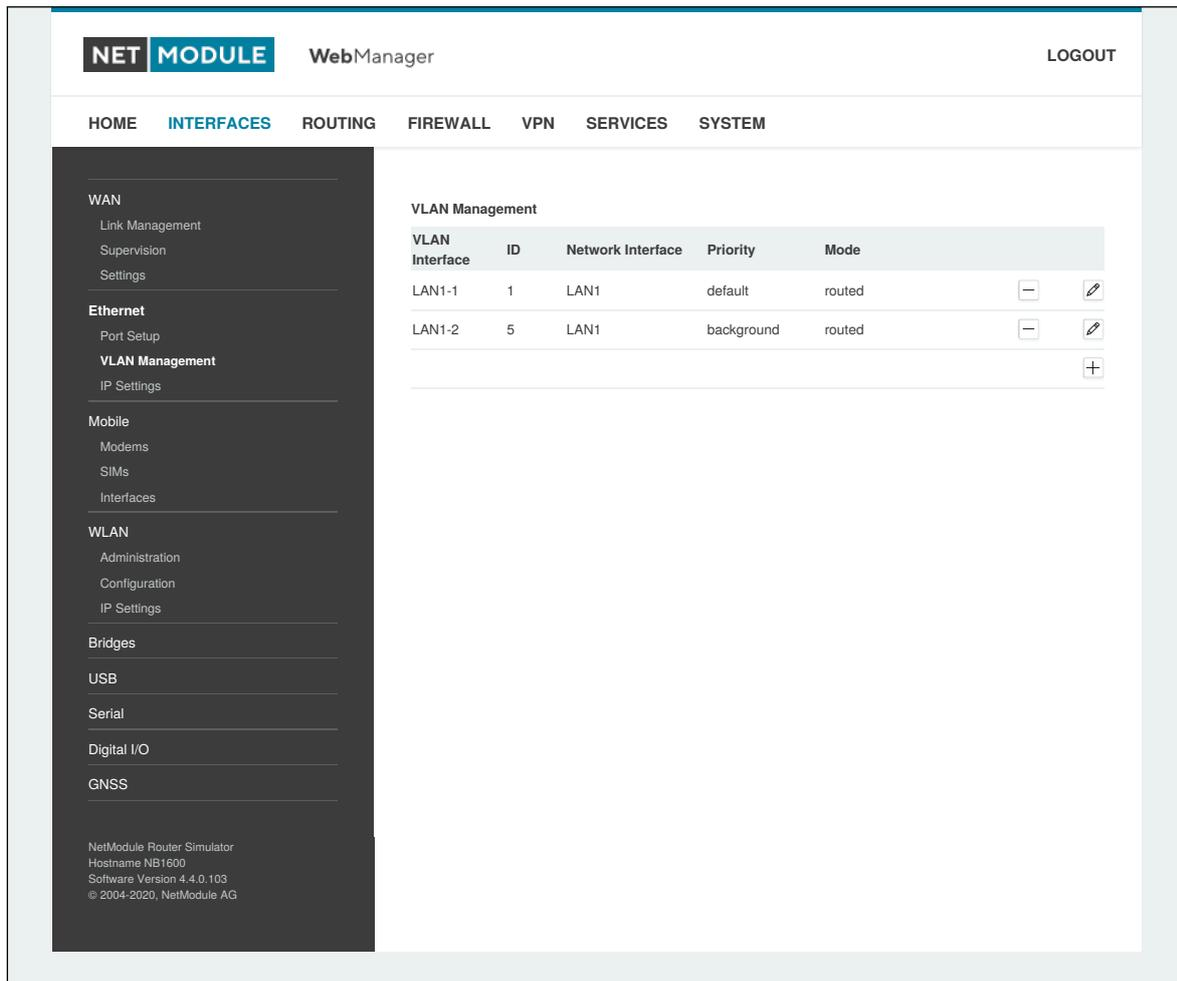 NET MODULE WebManager LOGOUT
HOME INTERFACES ROUTING FIREWALL VPN SERVICES SYSTEM
WAN
Link Management
Supervision
Settings
Ethernet
Port Setup
VLAN Management
IP Settings
Mobile
Modems
SIMs
Interfaces
WLAN
Administration
Configuration
IP Settings
Bridges
USB
Serial
Digital I/O
GNSS
NetModule Router Simulator
Hostname NB1600
Software Version 4.4.0.103
© 2004-2020, NetModule AG
VLAN Management
VLAN Interface ID Network Interface Priority Mode
LAN1-1 1 LAN1 default routed
LAN1-2 5 LAN1 background routed